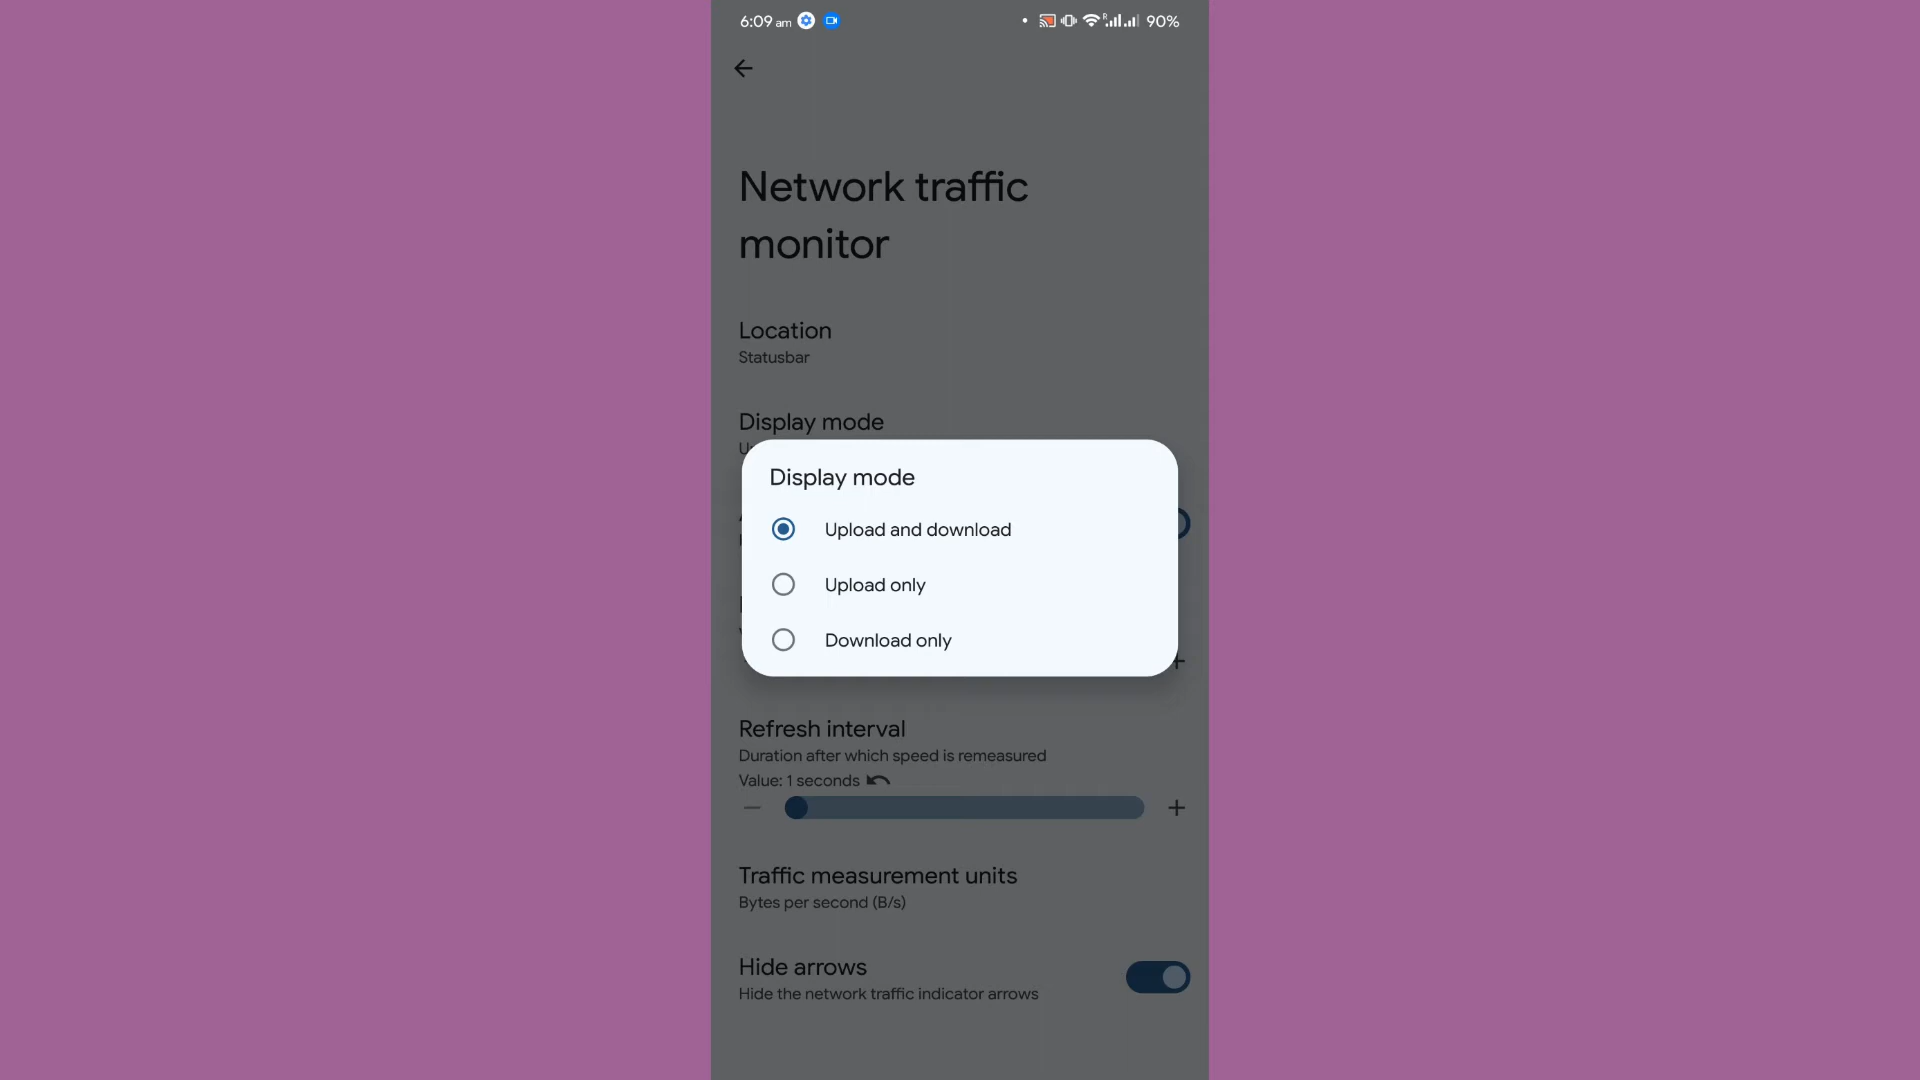 6:09 am
R
90%
Network traffic
monitor
Location
Statusbar
Display mode
Display mode
Upload and download
Upload only
Download only
Refresh interval
Duration after which speed is remeasured
Value: 1 seconds
Traffic measurement units
Bytes per second (B/s)
Hide arrows
Hide the network traffic indicator arrows